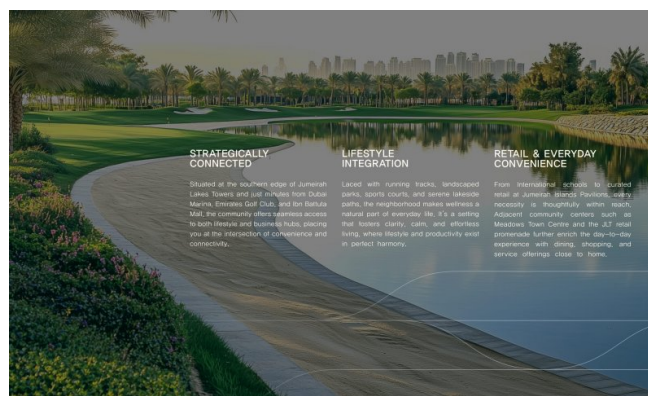 STRATEGICALLY
CONNECTED
Situated at the southern edge of Jumeirah
Lakes Towers and just minutes from Dubai
Marina, Emirates Golf Club, and Ibn Battuta
Mall, the community offers seamless access
to both lifestyle and business hubs, placing
you at the intersection of convenience and
connectivity.
LIFESTYLE
INTEGRATION
Laced with running tracks, landscaped
parks, sports courts, and serene lakeside
paths, the neighborhood makes wellness a
natural part of everyday life. It's a setting
that fosters clarity, calm, and effortless
living, where lifestyle and productivity exist
in perfect harmony.
RETAIL & EVERYDAY
CONVENIENCE
From International schools to curated
retail at Jumeirah Islands Pavilions, every
necessity is thoughtfully within reach.
Adjacent community centers such as
Meadows Town Centre and the JLT retail
promenade further enrich the day-to-day
experience with dining, shopping, and
service offerings close to home.